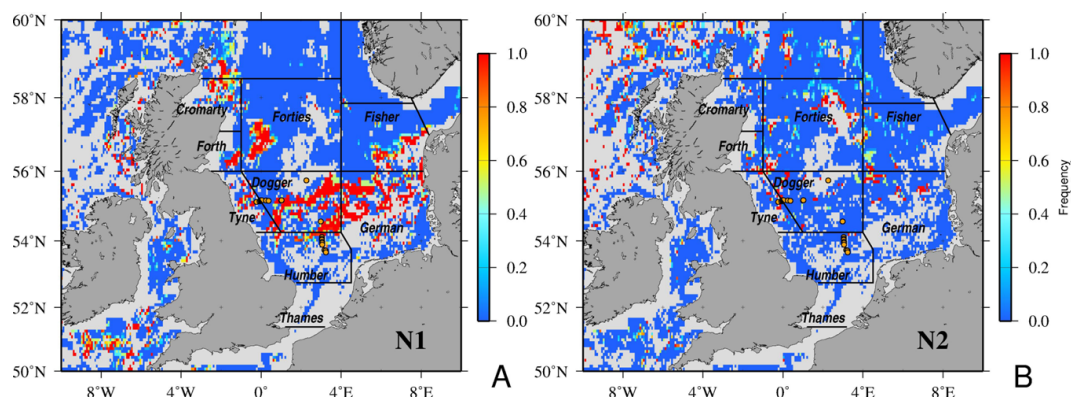 60°N
58°N
56°N
54°N
52°N
50°N
8°W 4°W 0° 4°E 8°E
Cromarty
Forties
Fisher
Forth
Dogger
Tyne
German
Humber
Thames
N1
1.0
0.8
0.6
0.4
0.2
0.0
A
60°N
58°N
56°N
54°N
52°N
50°N
8°W 4°W 0° 4°E 8°E
Cromarty
Forties
Fisher
Forth
Dogger
Tyne
German
Humber
Thames
N2
1.0
0.8
0.6
0.4
0.2
0.0
Frequency
B